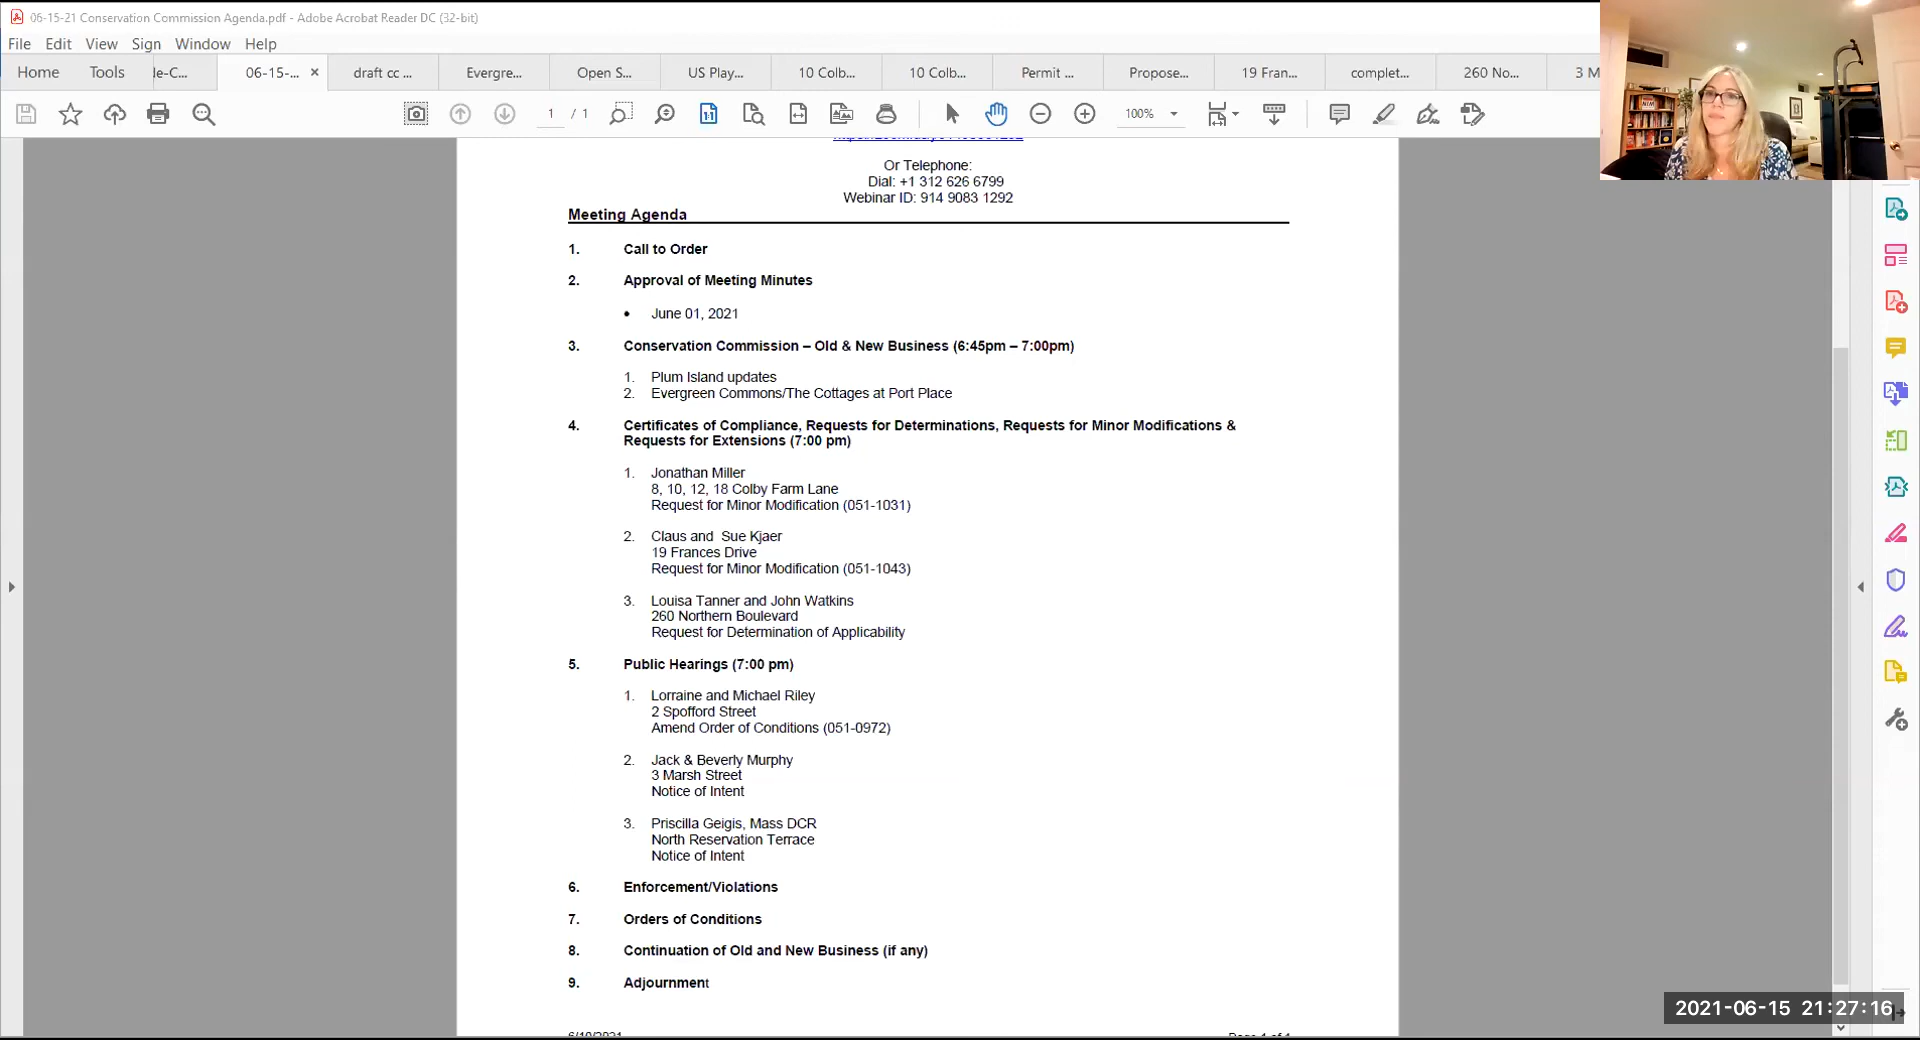 06-15-21 Conservation Commission Agenda.pdf - Adobe Acrobat Reader DC (32-bit)
File Edit View Sign Window Help
Home Tools le-C... 06-15-... × draft cc ... Evergre... Open S... US Play... 10 Colb... 10 Colb... Permit ... Propose... 19 Fran... complet... 260 No... 3 M
1 / 1 100%
Or Telephone:
Dial: +1 312 626 6799
Webinar ID: 914 9083 1292
Meeting Agenda
1. Call to Order
2. Approval of Meeting Minutes
• June 01, 2021
3. Conservation Commission – Old & New Business (6:45pm – 7:00pm)
1. Plum Island updates
2. Evergreen Commons/The Cottages at Port Place
4. Certificates of Compliance, Requests for Determinations, Requests for Minor Modifications &
Requests for Extensions (7:00 pm)
1. Jonathan Miller
8, 10, 12, 18 Colby Farm Lane
Request for Minor Modification (051-1031)
2. Claus and Sue Kjaer
19 Frances Drive
Request for Minor Modification (051-1043)
3. Louisa Tanner and John Watkins
260 Northern Boulevard
Request for Determination of Applicability
5. Public Hearings (7:00 pm)
1. Lorraine and Michael Riley
2 Spofford Street
Amend Order of Conditions (051-0972)
2. Jack & Beverly Murphy
3 Marsh Street
Notice of Intent
3. Priscilla Geigis, Mass DCR
North Reservation Terrace
Notice of Intent
6. Enforcement/Violations
7. Orders of Conditions
8. Continuation of Old and New Business (if any)
9. Adjournment
2021-06-15 21:27:16